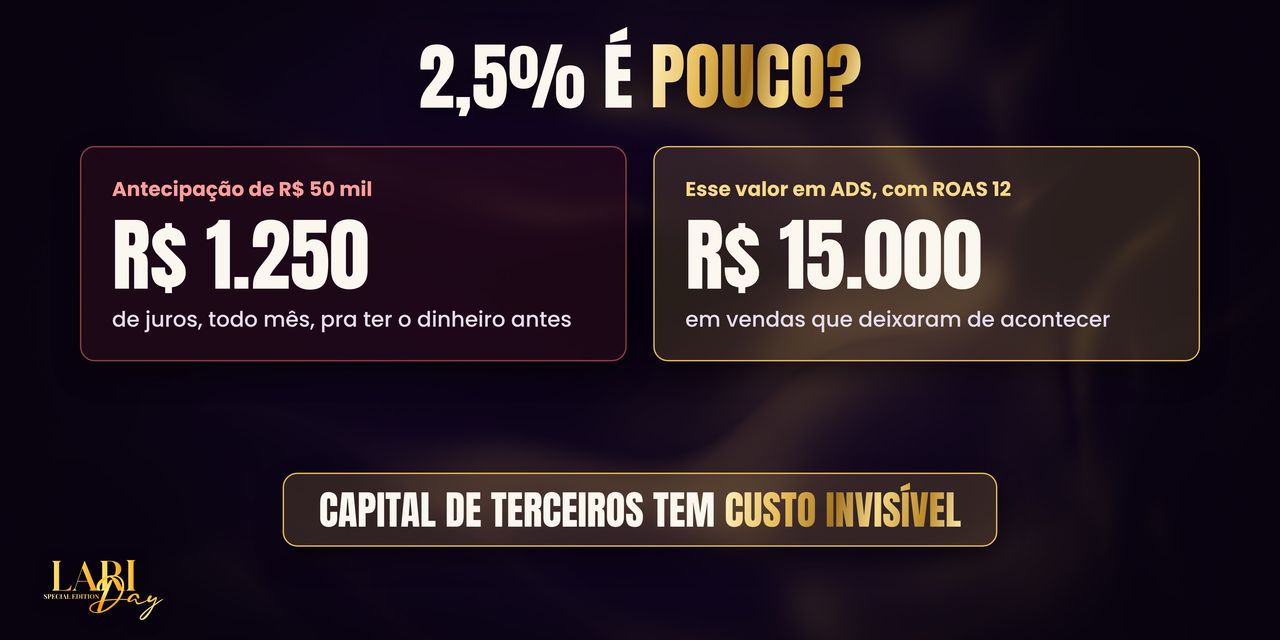 2,5% É POUCO?
Antecipação de R$ 50 mil
R$ 1.250
de juros, todo mês, pra ter o dinheiro antes
Esse valor em ADS, com ROAS 12
R$ 15.000
em vendas que deixaram de acontecer
CAPITAL DE TERCEIROS TEM CUSTO INVISÍVEL
LABI
SPECIAL EDITION Day